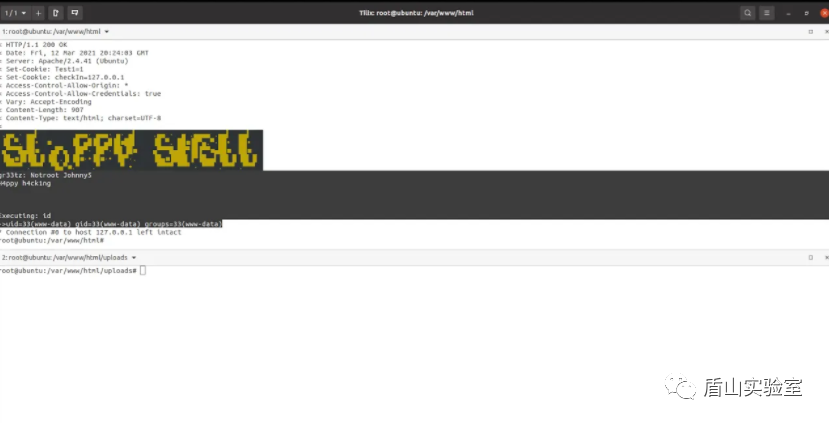 1 / 1
Tilix: root@ubuntu: /var/www/html
1: root@ubuntu: /var/www/html
< HTTP/1.1 200 OK
< Date: Fri, 12 Mar 2021 20:24:03 GMT
< Server: Apache/2.4.41 (Ubuntu)
< Set-Cookie: Test1=1
< Set-Cookie: checkIn=127.0.0.1
< Access-Control-Allow-Origin: *
< Access-Control-Allow-Credentials: true
< Vary: Accept-Encoding
< Content-Length: 907
< Content-Type: text/html; charset=UTF-8
<
gr33tz: Notroot JohnnyS
h4ppy h4cking
Executing: id
->uid=33(www-data) gid=33(www-data) groups=33(www-data)
* Connection #0 to host 127.0.0.1 left intact
root@ubuntu:/var/www/html#
2: root@ubuntu: /var/www/html/uploads
root@ubuntu:/var/www/html/uploads#
盾山实验室